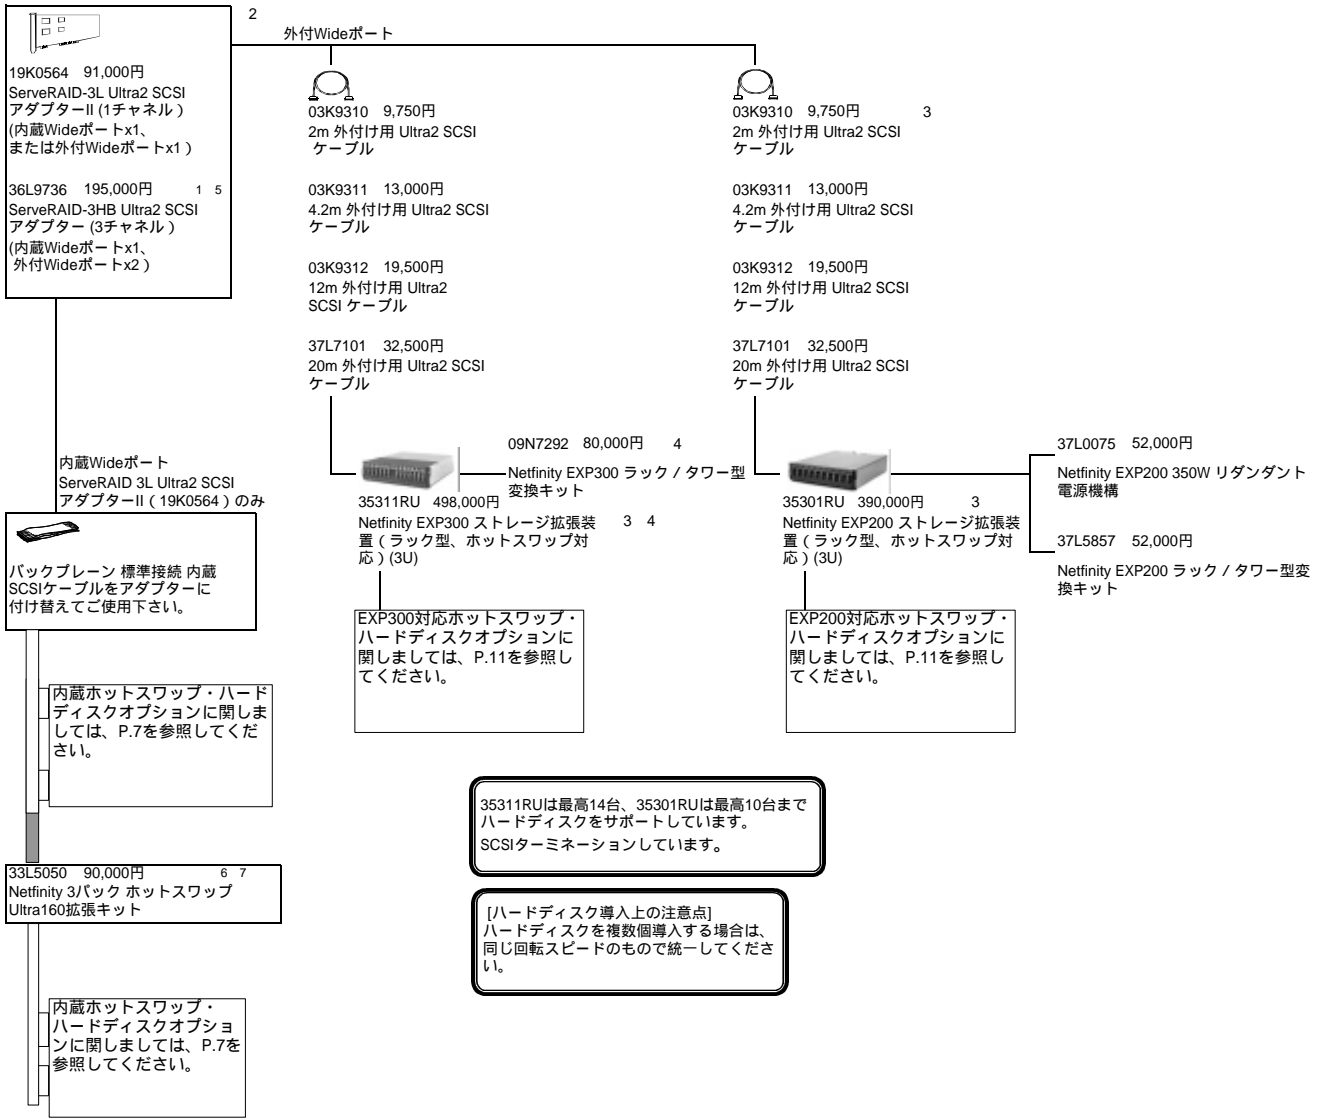 2
外付Wideポート
19K0564 91,000円
ServeRAID-3L Ultra2 SCSI
アダプターII (1チャネル )
(内蔵Wideポートx1、
または外付Wideポートx1 )
36L9736 195,000円 1 5
ServeRAID-3HB Ultra2 SCSI
アダプター (3チャネル )
(内蔵Wideポートx1、
外付Wideポートx2 )
03K9310 9,750円
2m 外付け用 Ultra2 SCSI
ケーブル
03K9311 13,000円
4.2m 外付け用 Ultra2 SCSI
ケーブル
03K9312 19,500円
12m 外付け用 Ultra2
SCSI ケーブル
37L7101 32,500円
20m 外付け用 Ultra2 SCSI
ケーブル
03K9310 9,750円 3
2m 外付け用 Ultra2 SCSI
ケーブル
03K9311 13,000円
4.2m 外付け用 Ultra2 SCSI
ケーブル
03K9312 19,500円
12m 外付け用 Ultra2 SCSI
ケーブル
37L7101 32,500円
20m 外付け用 Ultra2 SCSI
ケーブル
09N7292 80,000円 4
Netfinity EXP300 ラック / タワー型
変換キット
35311RU 498,000円
Netfinity EXP300 ストレージ拡張装 3 4
置 ( ラック型、ホットスワップ対
応 ) (3U)
EXP300対応ホットスワップ・
ハードディスクオプションに
関しましては、P.11を参照し
てください。
35301RU 390,000円 3
Netfinity EXP200 ストレージ拡張装
置 ( ラック型、ホットスワップ対
応 ) (3U)
EXP200対応ホットスワップ・
ハードディスクオプションに
関しましては、P.11を参照し
てください。
37L0075 52,000円
Netfinity EXP200 350W リダンダント
電源機構
37L5857 52,000円
Netfinity EXP200 ラック / タワー型変
換キット
内蔵Wideポート
ServeRAID 3L Ultra2 SCSI
アダプターII ( 19K0564 ) のみ
バックプレーン 標準接続 内蔵
SCSIケーブルをアダプターに
付け替えてご使用下さい。
内蔵ホットスワップ・ハード
ディスクオプションに関しま
しては、P.7を参照してくだ
さい。
33L5050 90,000円 6 7
Netfinity 3パック ホットスワップ
Ultra160拡張キット
内蔵ホットスワップ・
ハードディスクオプショ
ンに関しましては、P.7を
参照してください。
35311RUは最高14台、35301RUは最高10台まで
ハードディスクをサポートしています。
SCSIターミネーションしています。
[ハードディスク導入上の注意点]
ハードディスクを複数個導入する場合は、
同じ回転スピードのもので統一してくださ
い。